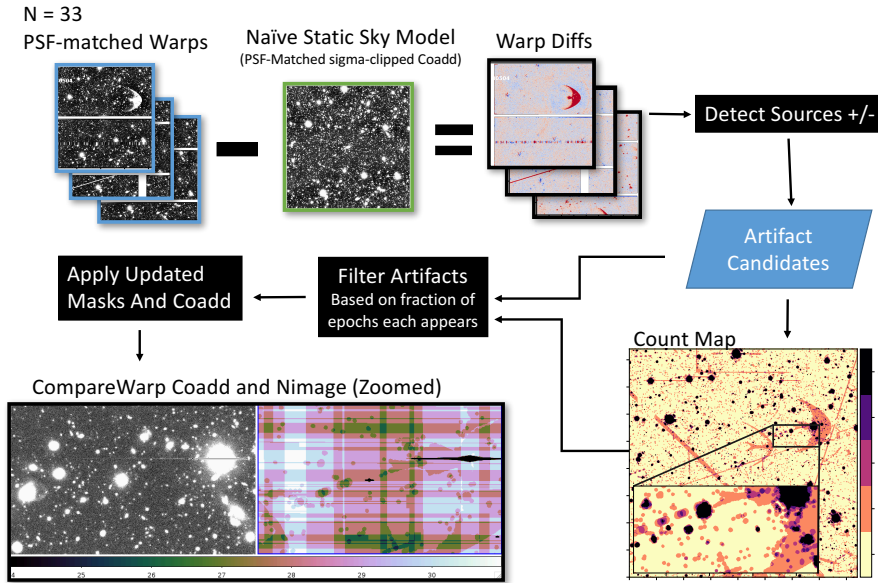 N = 33
PSF-matched Warps
Naïve Static Sky Model
(PSF-Matched sigma-clipped Coadd)
Warp Diffs
Detect Sources +/-
Artifact
Candidates
Filter Artifacts
Based on fraction of
epochs each appears
Apply Updated
Masks And Coadd
Count Map
CompareWarp Coadd and Nimage (Zoomed)
4 25 26 27 28 29 30